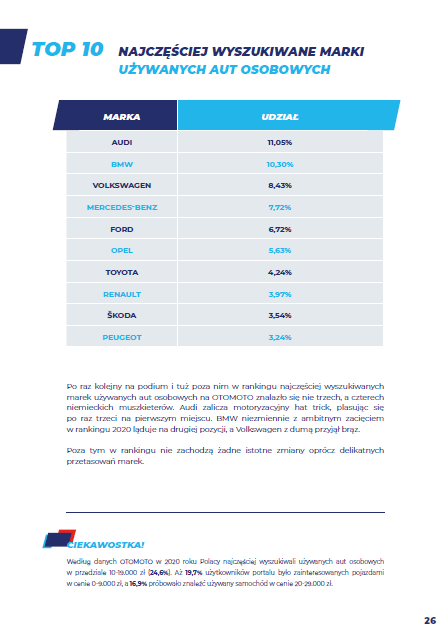 TOP 10 NAJCZĘŚCIEJ WYSZUKIWANE MARKI
UŻYWANYCH AUT OSOBOWYCH
MARKA UDZIAŁ
AUDI 11,05%
BMW 10,30%
VOLKSWAGEN 8,43%
MERCEDES-BENZ 7,72%
FORD 6,72%
OPEL 5,63%
TOYOTA 4,24%
RENAULT 3,97%
ŠKODA 3,54%
PEUGEOT 3,24%
Po raz kolejny na podium i tuż poza nim w rankingu najczęściej wyszukiwanych
marek używanych aut osobowych na OTOMOTO znalazło się nie trzech, a czterech
niemieckich muszkieterów. Audi zalicza motoryzacyjny hat trick, plasując się
po raz trzeci na pierwszym miejscu. BMW niezmiennie z ambitnym zacięciem
w rankingu 2020 ląduje na drugiej pozycji, a Volkswagen z dumą przyjął brąz.
Poza tym w rankingu nie zachodzą żadne istotne zmiany oprócz delikatnych
przetasowań marek.
CIEKAWOSTKA!
Według danych OTOMOTO w 2020 roku Polacy najczęściej wyszukiwali używanych aut osobowych
w przedziale 10-19.000 zł (24,6%). Aż 19,7% użytkowników portalu było zainteresowanych pojazdami
w cenie 0-9.000 zł, a 16,9% próbowało znaleźć używany samochód w cenie 20-29.000 zł.
26